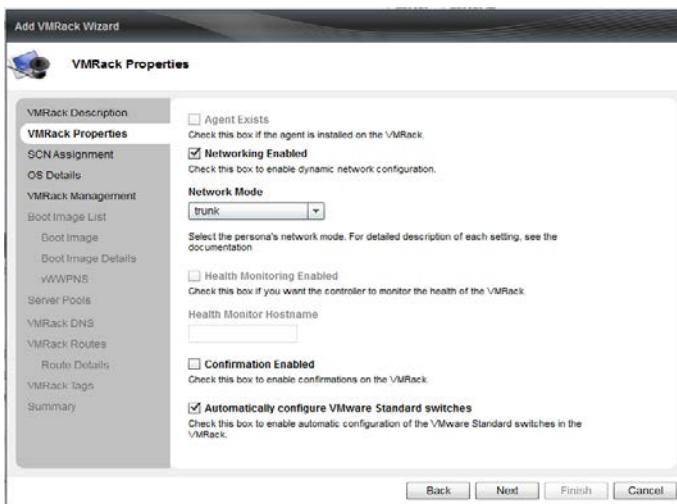 Add VMRack Wizard
VMRack Properties
VMRack Description
VMRack Properties
SCN Assignment
OS Details
VMRack Management
Boot Image List
Boot Image
Boot Image Details
vWWPNS
Server Pools
VMRack DNS
VMRack Routes
Route Details
VMRack Tags
Summary
Agent Exists
Check this box if the agent is installed on the VMRack.
Networking Enabled
Check this box to enable dynamic network configuration.
Network Mode
trunk
Select the persona's network mode. For detailed description of each setting, see the
documentation
Health Monitoring Enabled
Check this box if you want the controller to monitor the health of the VMRack.
Health Monitor Hostname
Confirmation Enabled
Check this box to enable confirmations on the VMRack.
Automatically configure VMware Standard switches
Check this box to enable automatic configuration of the VMware Standard switches in the
VMRack.
Back Next Finish Cancel